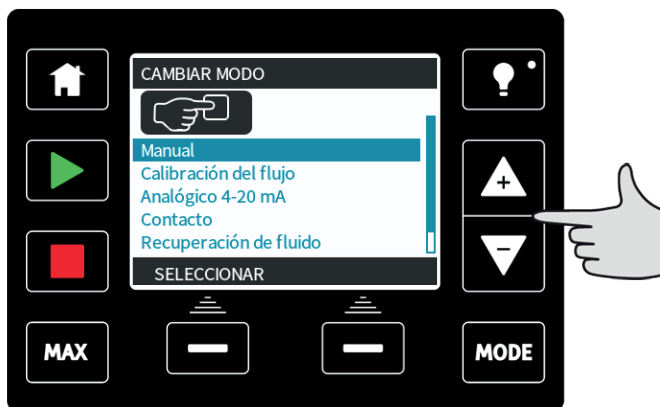 CAMBIAR MODO
Manual
Calibración del flujo
Analógico 4-20 mA
Contacto
Recuperación de fluido
SELECCIONAR
+
−
MAX
MODE